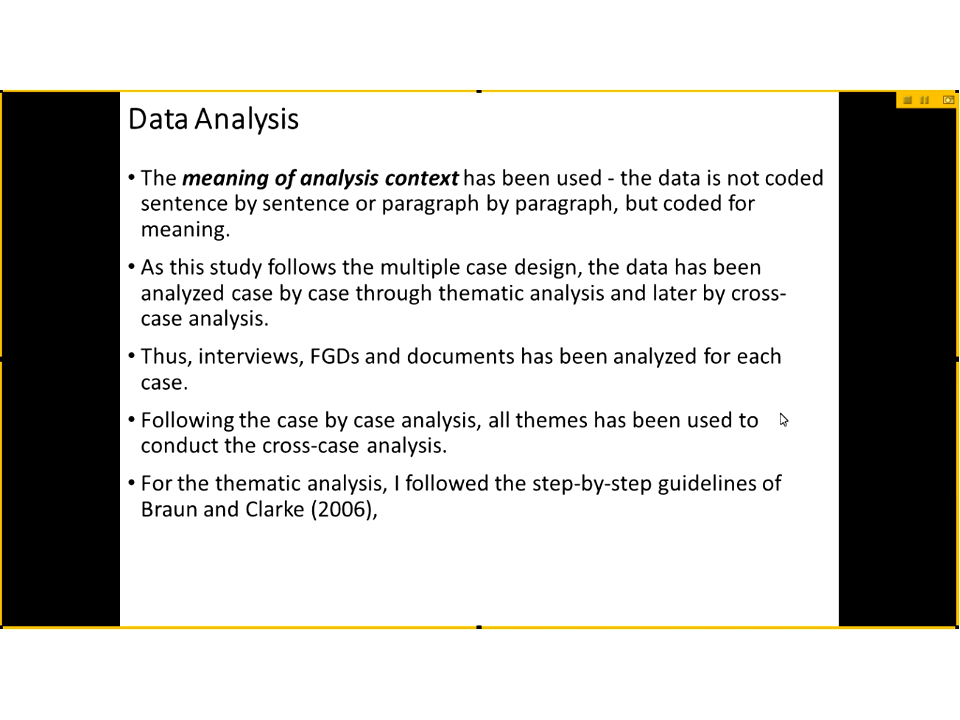 Data Analysis
• The meaning of analysis context has been used - the data is not coded
sentence by sentence or paragraph by paragraph, but coded for
meaning.
• As this study follows the multiple case design, the data has been
analyzed case by case through thematic analysis and later by cross-
case analysis.
• Thus, interviews, FGDs and documents has been analyzed for each
case.
• Following the case by case analysis, all themes has been used to
conduct the cross-case analysis.
• For the thematic analysis, I followed the step-by-step guidelines of
Braun and Clarke (2006),